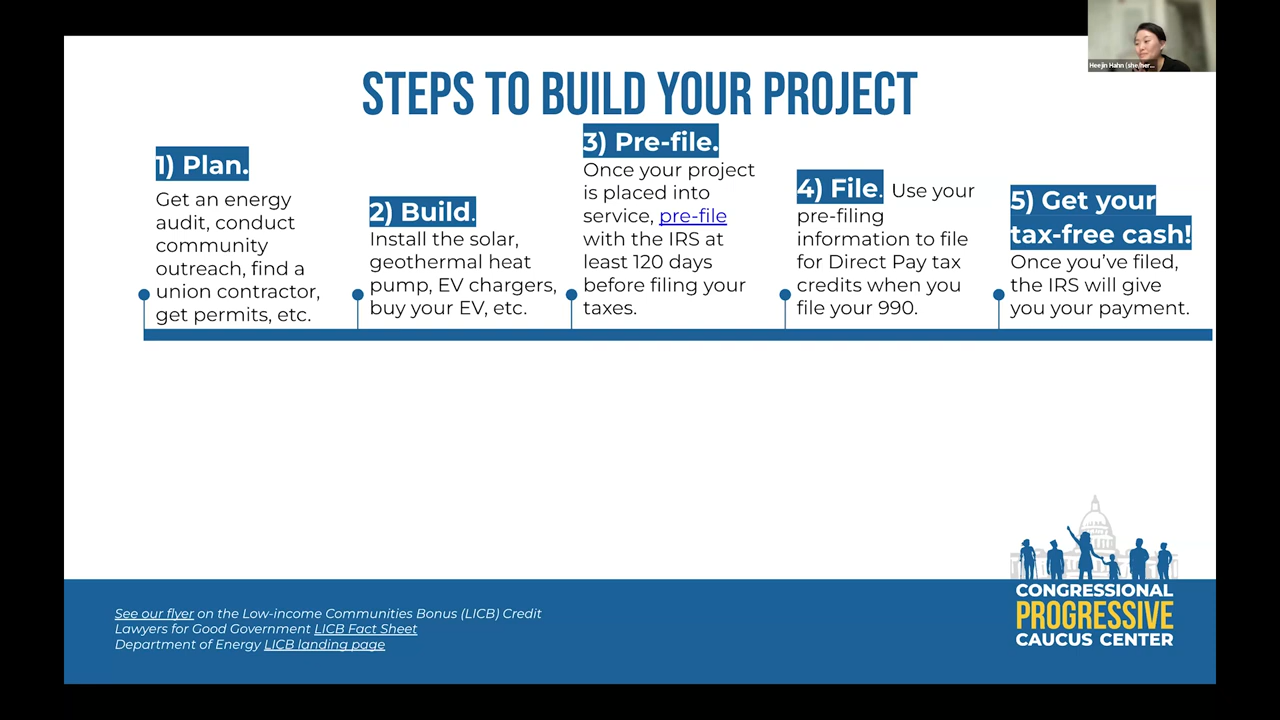 Heejin Hahn (she/her...
STEPS TO BUILD YOUR PROJECT
1) Plan.
Get an energy
audit, conduct
community
outreach, find a
union contractor,
get permits, etc.
2) Build.
Install the solar,
geothermal heat
pump, EV chargers,
buy your EV, etc.
3) Pre-file.
Once your project
is placed into
service, pre-file
with the IRS at
least 120 days
before filing your
taxes.
4) File. Use your
pre-filing
information to file
for Direct Pay tax
credits when you
file your 990.
5) Get your
tax-free cash!
Once you’ve filed,
the IRS will give
you your payment.
See our flyer on the Low-income Communities Bonus (LICB) Credit
Lawyers for Good Government LICB Fact Sheet
Department of Energy LICB landing page
CONGRESSIONAL
PROGRESSIVE
CAUCUS CENTER